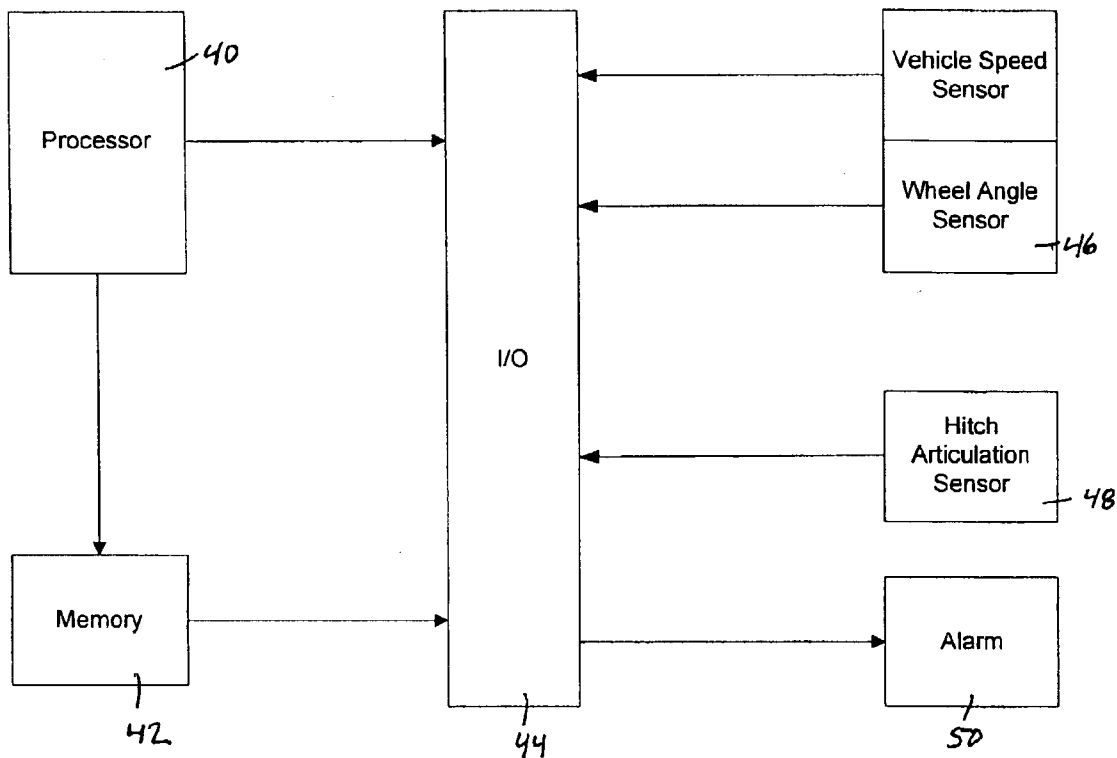 40
Processor
Vehicle Speed
Sensor
Wheel Angle
Sensor
46
I/O
Hitch
Articulation
Sensor
48
Memory
42
44
Alarm
50